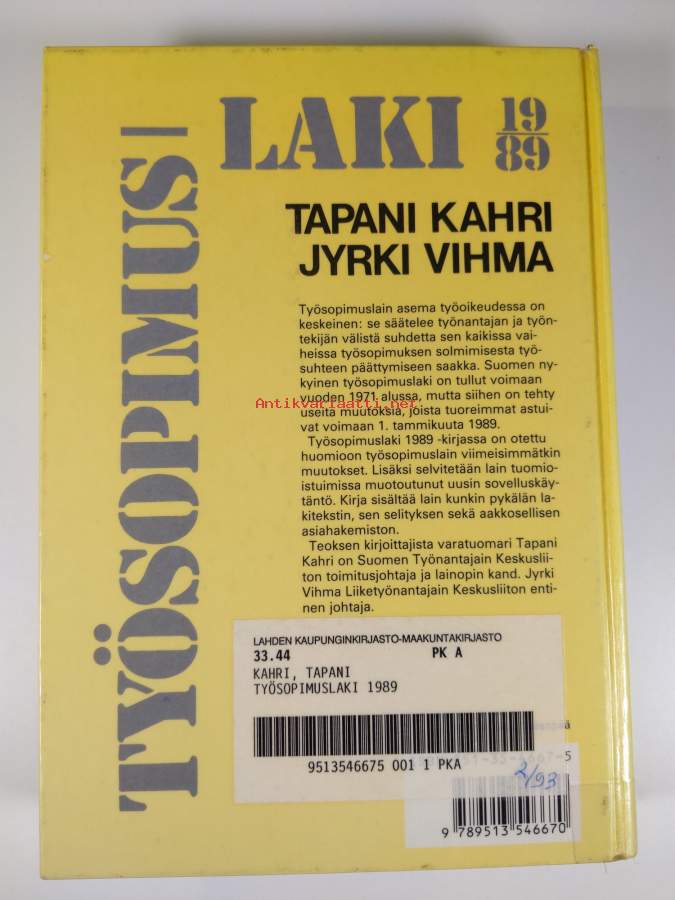 TYÖSOPIMUS-
LAKI 19
89
TAPANI KAHRI
JYRKI VIHMA
Työsopimuslain asema työoikeudessa on
keskeinen: se säätelee työnantajan ja työn-
tekijän välistä suhdetta sen kaikissa vai-
heissa työsopimuksen solmimisesta työ-
suhteen päättymiseen saakka. Suomen ny-
kyinen työsopimuslaki on tullut voimaan
vuoden 1971 alussa, mutta siihen on tehty
useita muutoksia, joista tuoreimmat astui-
vat voimaan 1. tammikuuta 1989.
Työsopimuslaki 1989 -kirjassa on otettu
huomioon työsopimuslain viimeisimmätkin
muutokset. Lisäksi selvitetään lain tuomio-
istuimissa muotoutunut uusin sovelluskäy-
täntö. Kirja sisältää lain kunkin pykälän la-
kitekstin, sen selityksen sekä aakkosellisen
asiahakemiston.
Teoksen kirjoittajista varatuomari Tapani
Kahri on Suomen Työnantajain Keskuslii-
ton toimitusjohtaja ja lainopin kand. Jyrki
Vihma Liiketyönantajain Keskusliiton enti-
nen johtaja.
Antikvariaatti.net
LAHDEN KAUPUNGINKIRJASTO-MAAKUNTAKIRJASTO
33.44 PK A
KAHRI, TAPANI
TYÖSOPIMUSLAKI 1989
9513546675 001 1 PKA
2/93
9 789513 546670